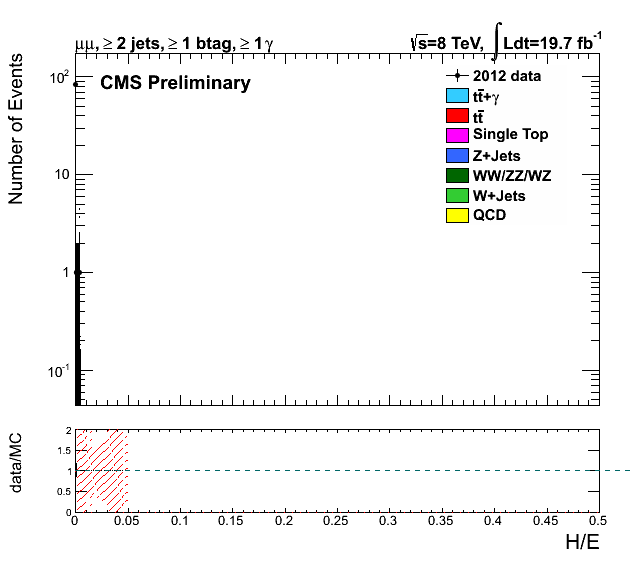 μμ, ≥ 2 jets, ≥ 1 btag, ≥ 1 γ √s=8 TeV, ∫Ldt=19.7 fb⁻¹
CMS Preliminary
2012 data
tt̄+γ
tt̄
Single Top
Z+Jets
WW/ZZ/WZ
W+Jets
QCD
Number of Events
10²
10
1
10⁻¹
data/MC
2
1.5
1
0.5
0
0 0.05 0.1 0.15 0.2 0.25 0.3 0.35 0.4 0.45 0.5
H/E